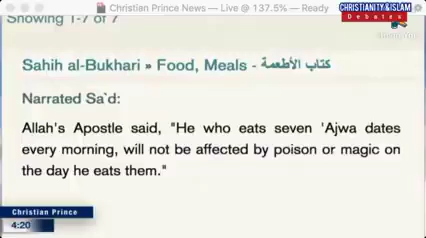 Christian Prince News — Live @ 137.5% — Ready
CHRISTIANITY & ISLAM
Debates
Showing 1-7 of 7
Sahih al-Bukhari » Food, Meals - كتاب الأطعمة
Narrated Sa`d:
Allah's Apostle said, "He who eats seven 'Ajwa dates
every morning, will not be affected by poison or magic on
the day he eats them."
Christian Prince
4:20